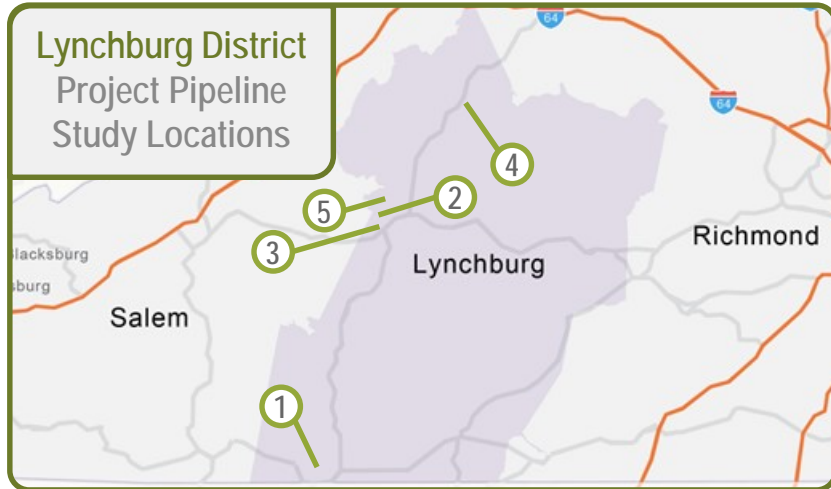 Lynchburg District
Project Pipeline
Study Locations
64
64
4
5
2
3
Richmond
lacksburg
Lynchburg
sburg
Salem
1